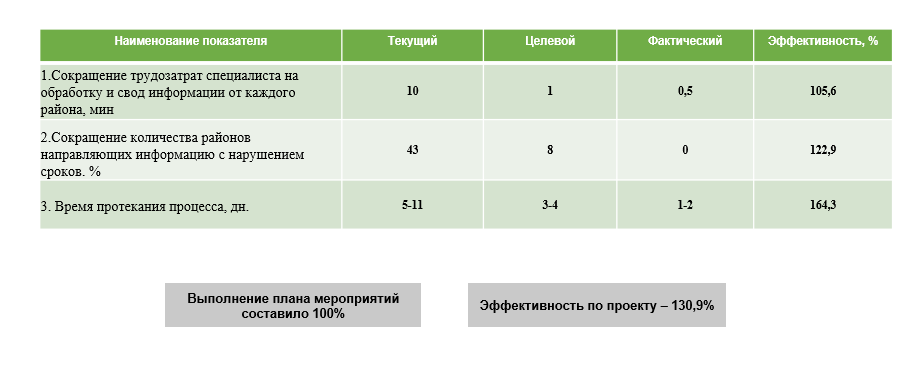 Наименование показателя Текущий Целевой Фактический Эффективность, %
1.Сокращение трудозатрат специалиста на
обработку и свод информации от каждого
района, мин
10 1 0,5 105,6
2.Сокращение количества районов
направляющих информацию с нарушением
сроков. %
43 8 0 122,9
3. Время протекания процесса, дн. 5-11 3-4 1-2 164,3
Выполнение плана мероприятий
составило 100%
Эффективность по проекту – 130,9%